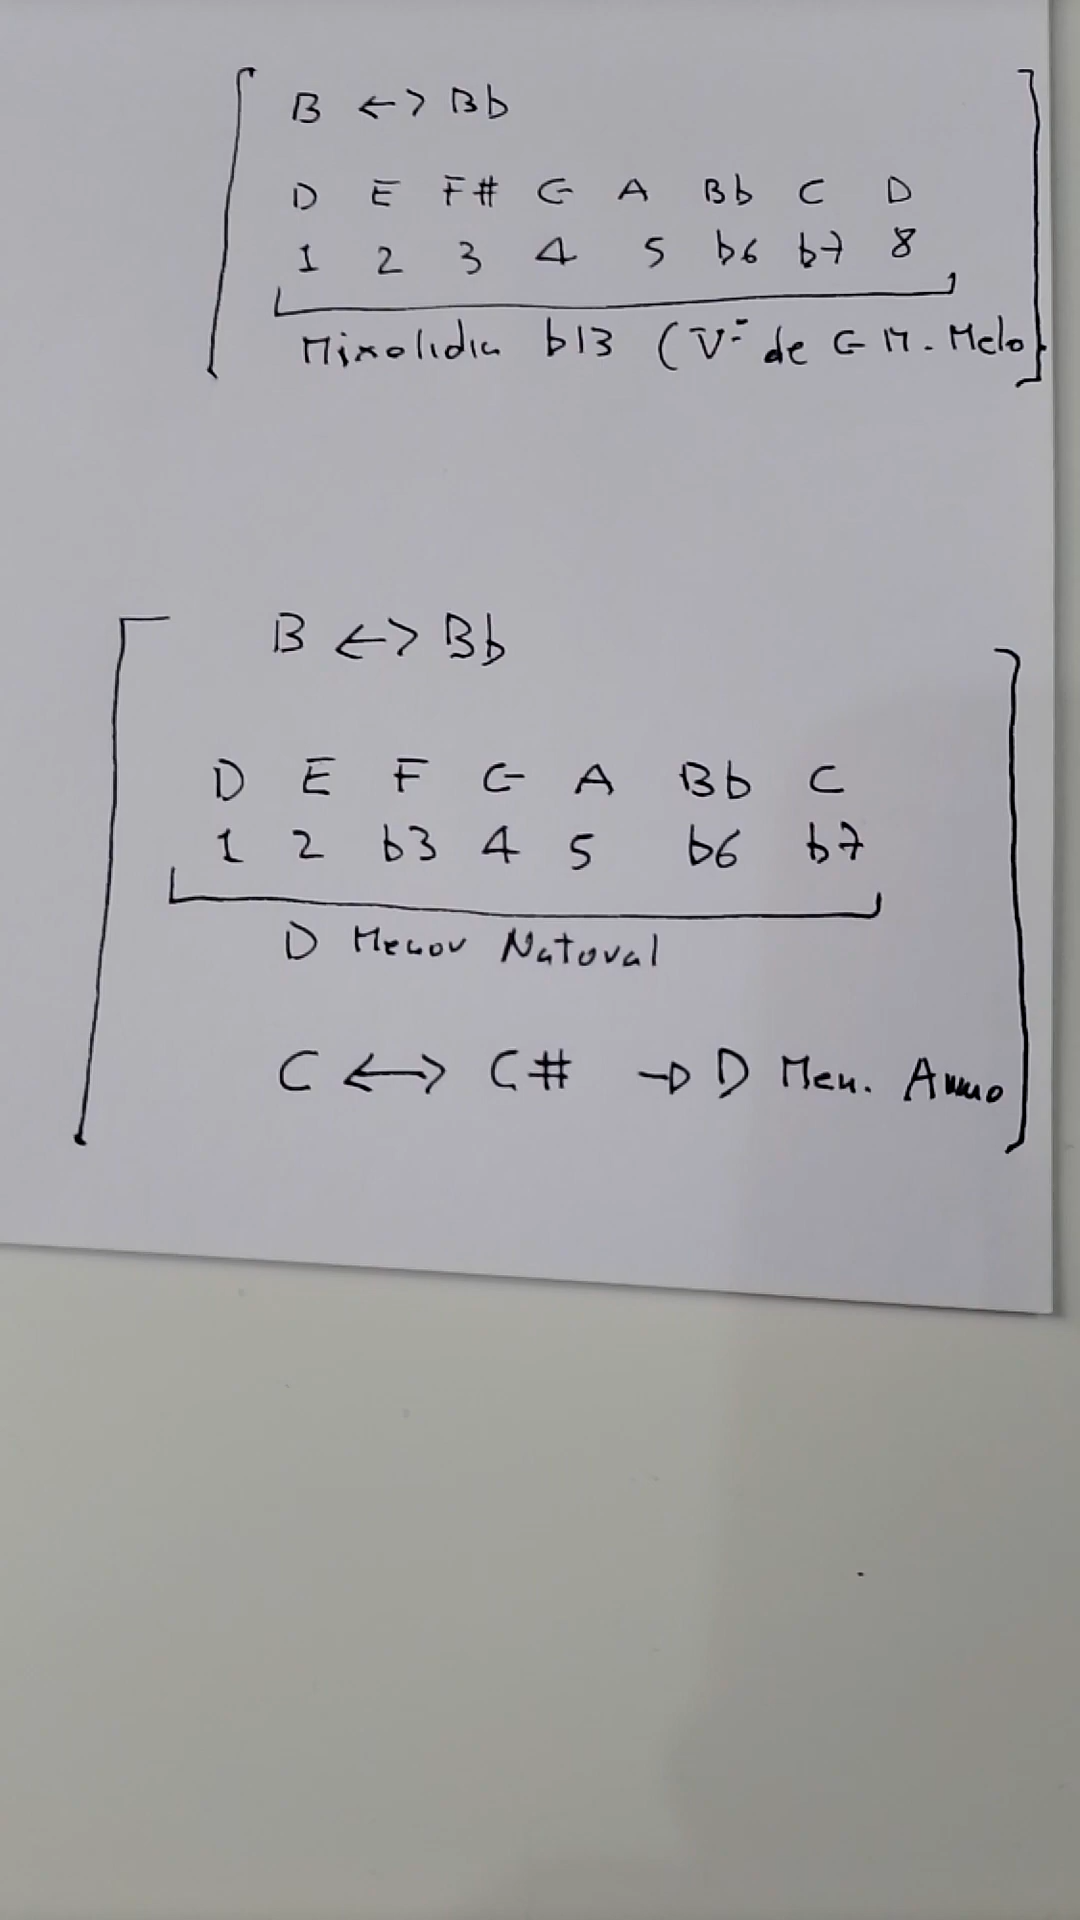 B <-> Bb
D E F# G A Bb C D
1 2 3 4 5 b6 b7 8
Mixolidia b13 (Vº de G M. Melo
B <-> Bb
D E F G A Bb C
1 2 b3 4 5 b6 b7
D Menor Natural
C <-> C# -> D Men. Armo